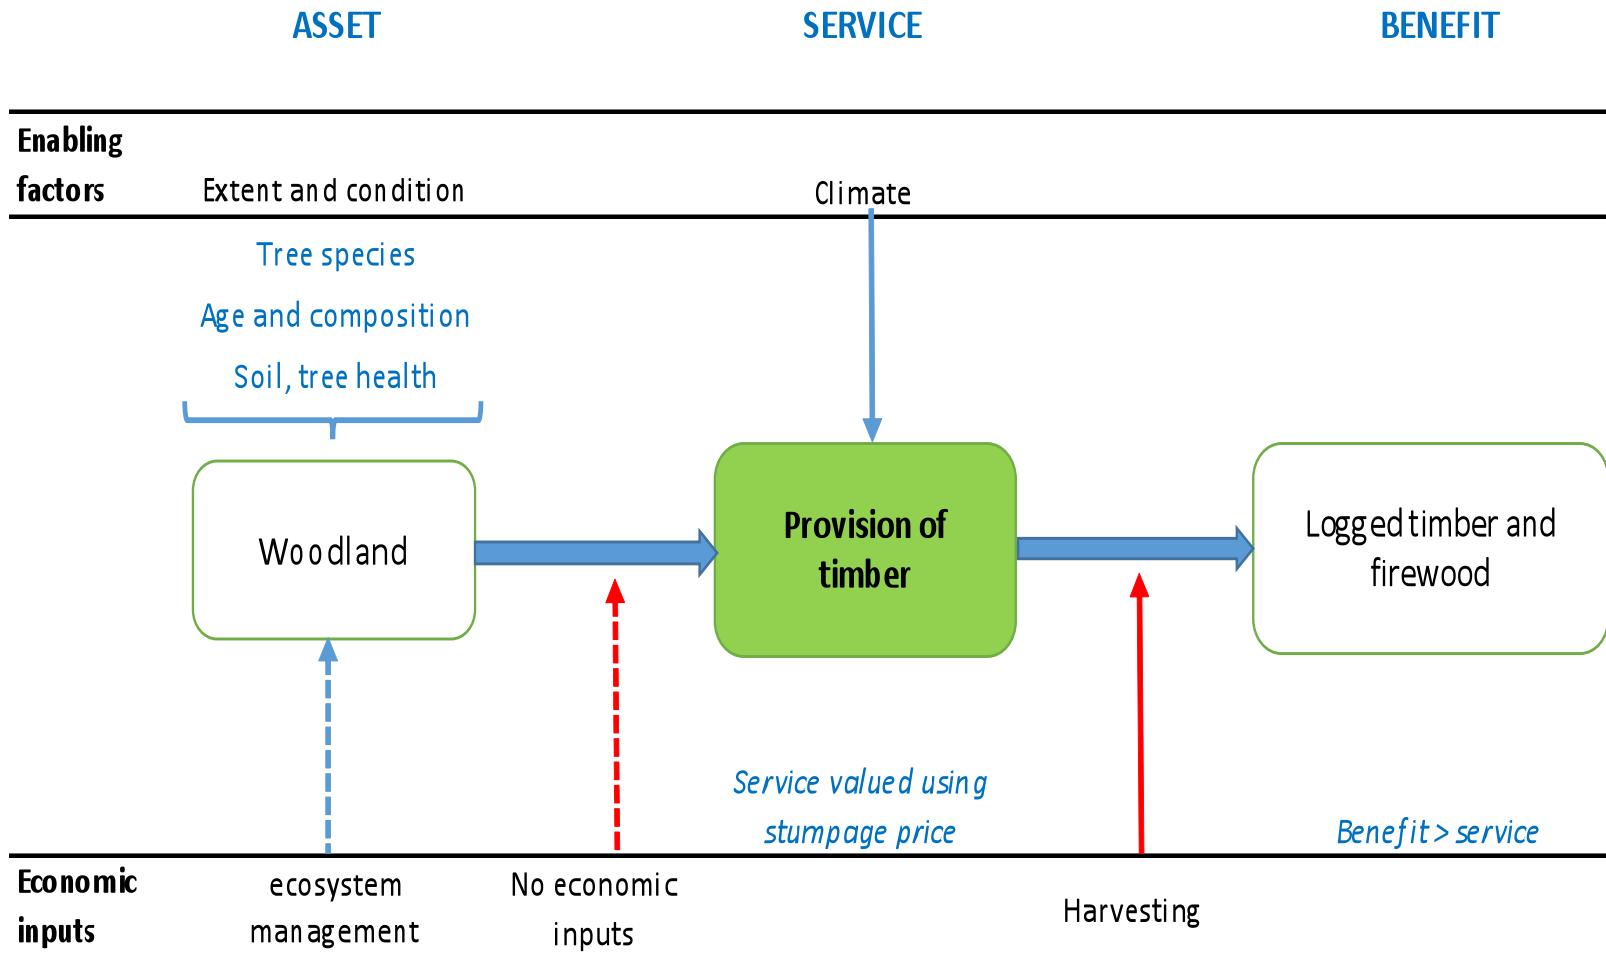 ASSET
SERVICE
BENEFIT
Enabling
factors
Extent and condition
Climate
Tree species
Age and composition
Soil, tree health
Woodland
Provision of
timber
Logged timber and
firewood
Service valued using
stumpage price
Benefit > service
Economic
inputs
ecosystem
management
No economic
inputs
Harvesting